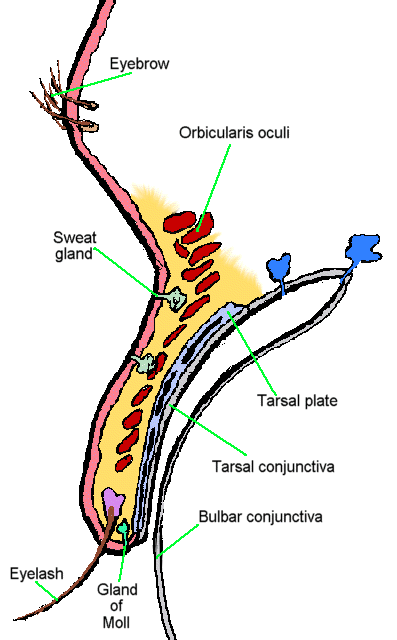 Eyebrow
Orbicularis oculi
Sweat
gland
Tarsal plate
Tarsal conjunctiva
Bulbar conjunctiva
Eyelash
Gland
of
Moll